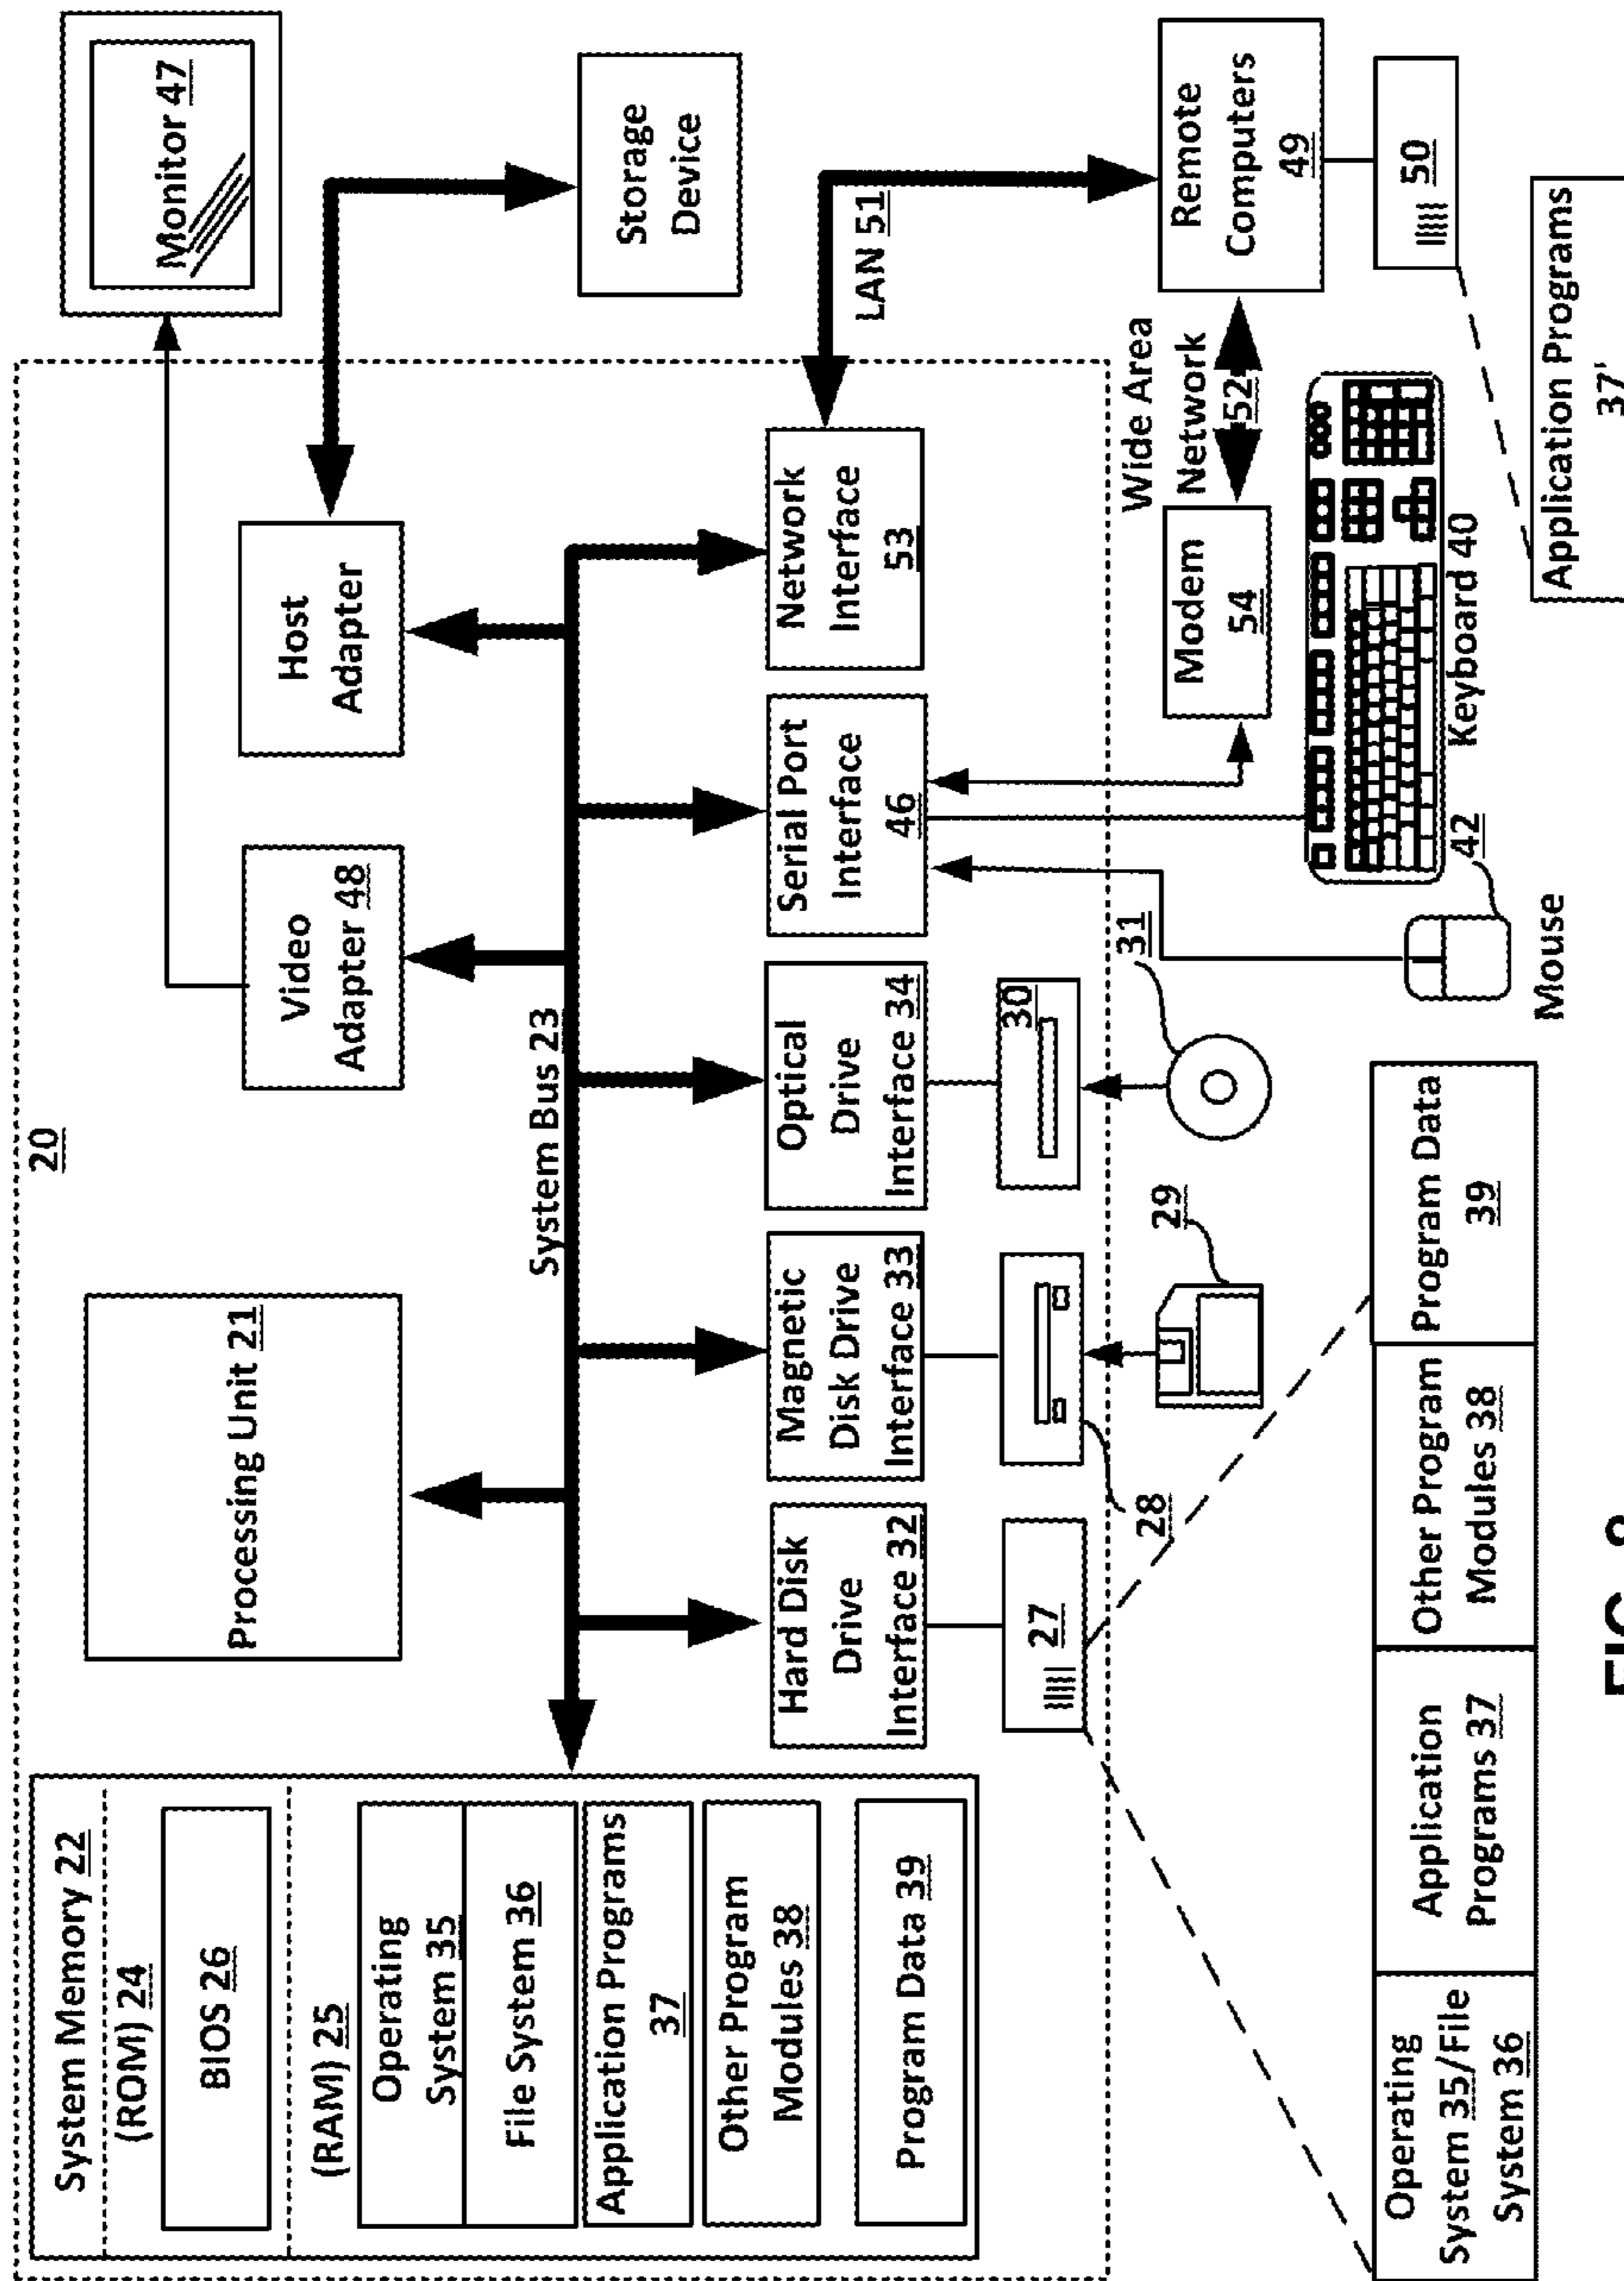 20
System Memory 22
(ROM) 24
BIOS 26
(RAM) 25
Operating
System 35
File System 36
Application Programs
37
Other Program
Modules 38
Program Data 39
Processing Unit 21
Video
Adapter 48
Host
Adapter
Monitor 47
Storage
Device
System Bus 23
Hard Disk
Drive
Interface 32
Magnetic
Disk Drive
Interface 33
Optical
Drive
Interface 34
Serial Port
Interface
46
Network
Interface
53
LAN 51
27
28
29
30
31
Wide Area
Network
52
Modem
54
Remote
Computers
49
50
Keyboard 40
42
Mouse
Operating
System 35/File
System 36
Application
Programs 37
Other Program
Modules 38
Program Data
39
Application Programs
37'